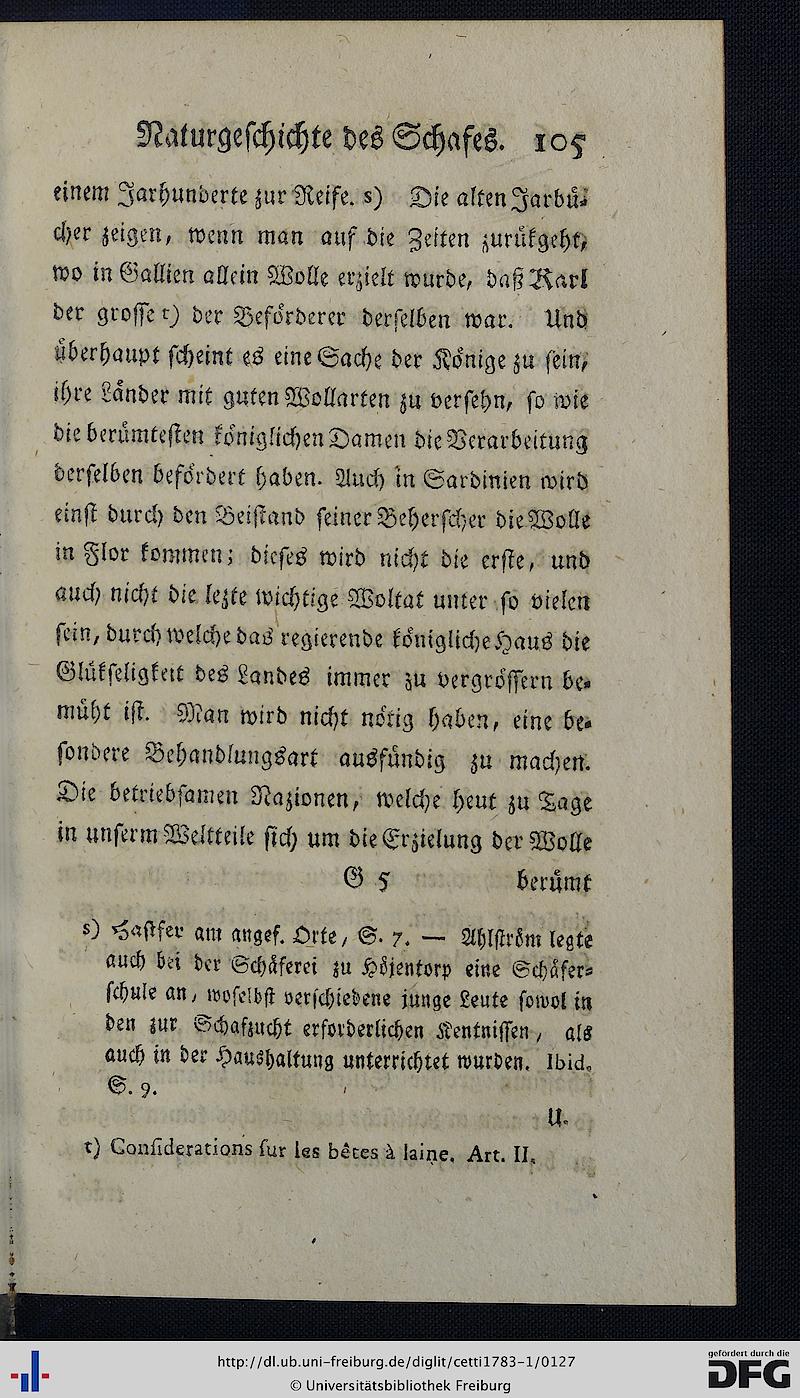 Naturgeschichte des Schafes. 105
einem Jarhunderte zur Reife. s) Die alten Jarbü-
cher zeigen, wenn man auf die Zeiten zurükgeht,
wo in Gallien allein Wolle erzielt wurde, daß Karl
der grosse t) der Beförderer derselben war. Und
überhaupt scheint es eine Sache der Könige zu sein,
ihre Länder mit guten Wollarten zu versehn, so wie
die berümtesten königlichen Damen die Verarbeitung
derselben befördert haben. Auch in Sardinien wird
einst durch den Beistand seiner Beherscher die Wolle
in Flor kommen; dieses wird nicht die erste, und
auch nicht die lezte wichtige Woltat unter so vielen
sein, durch welche das regierende königliche Haus die
Glükseligkeit des Landes immer zu vergrössern be-
müht ist. Man wird nicht nötig haben, eine be-
sondere Behandlungsart ausfündig zu machen.
Die betriebsamen Nazionen, welche heut zu Tage
in unserm Weltteile sich um die Erzielung der Wolle
G 5 berümt
s) Hastfer am angef. Orte, S. 7. — Ahlström legte
auch bei der Schäferei zu Höjentorp eine Schäfer-
schule an, woselbst verschiedene junge Leute sowol in
den zur Schafzucht erforderlichen Kentnissen, als
auch in der Haushaltung unterrichtet wurden. Ibid.
S. 9.
U.
t) Considerations sur les bêtes à laine. Art. II.
http://dl.ub.uni-freiburg.de/diglit/cetti1783-1/0127
© Universitätsbibliothek Freiburg
gefördert durch die
DFG